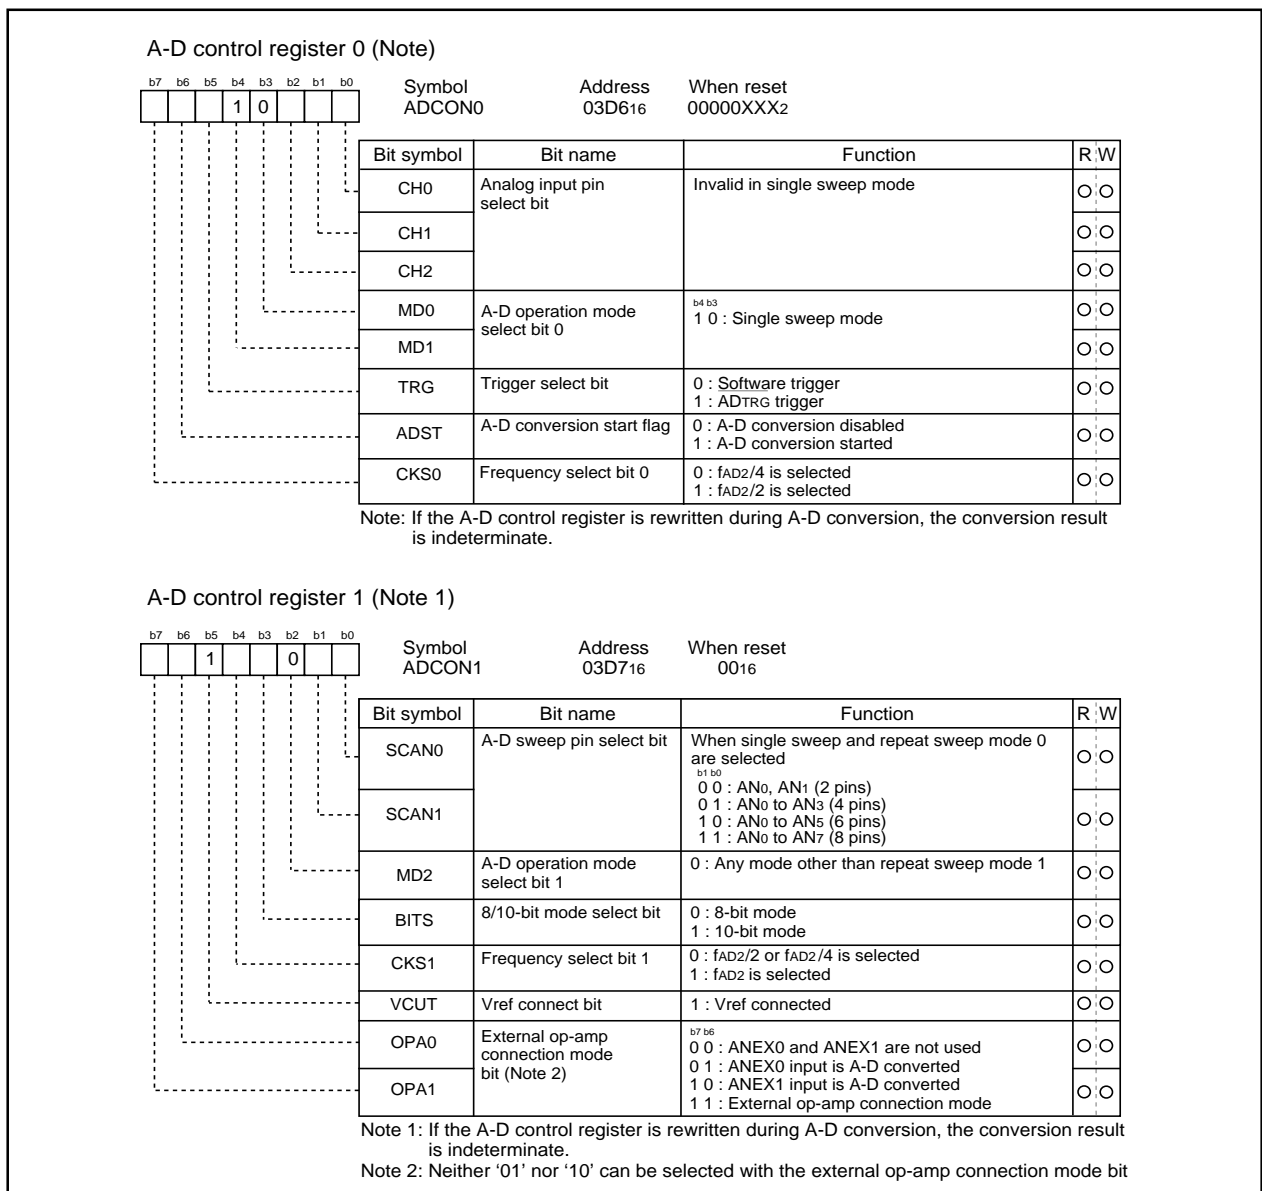 A-D control register 0 (Note)
b7 b6 b5 b4 b3 b2 b1 b0
1 0
Symbol Address When reset
ADCON0 03D616 00000XXX2
Bit symbol Bit name Function R W
CH0 Analog input pin select bit Invalid in single sweep mode
CH1
CH2
MD0 A-D operation mode select bit 0
b4 b3
1 0 : Single sweep mode
MD1
TRG Trigger select bit 0 : Software trigger
1 : ADTRG trigger
ADST A-D conversion start flag 0 : A-D conversion disabled
1 : A-D conversion started
CKS0 Frequency select bit 0 0 : fAD2/4 is selected
1 : fAD2/2 is selected
Note: If the A-D control register is rewritten during A-D conversion, the conversion result
is indeterminate.
A-D control register 1 (Note 1)
b7 b6 b5 b4 b3 b2 b1 b0
1 0
Symbol Address When reset
ADCON1 03D716 0016
Bit symbol Bit name Function R W
SCAN0 A-D sweep pin select bit When single sweep and repeat sweep mode 0
are selected
b1 b0
0 0 : AN0, AN1 (2 pins)
0 1 : AN0 to AN3 (4 pins)
SCAN1 1 0 : AN0 to AN5 (6 pins)
1 1 : AN0 to AN7 (8 pins)
MD2 A-D operation mode select bit 1 0 : Any mode other than repeat sweep mode 1
BITS 8/10-bit mode select bit 0 : 8-bit mode
1 : 10-bit mode
CKS1 Frequency select bit 1 0 : fAD2/2 or fAD2/4 is selected
1 : fAD2 is selected
VCUT Vref connect bit 1 : Vref connected
OPA0 External op-amp connection mode bit (Note 2)
b7 b6
0 0 : ANEX0 and ANEX1 are not used
0 1 : ANEX0 input is A-D converted
OPA1 1 0 : ANEX1 input is A-D converted
1 1 : External op-amp connection mode
Note 1: If the A-D control register is rewritten during A-D conversion, the conversion result
is indeterminate.
Note 2: Neither ‘01’ nor ‘10’ can be selected with the external op-amp connection mode bit